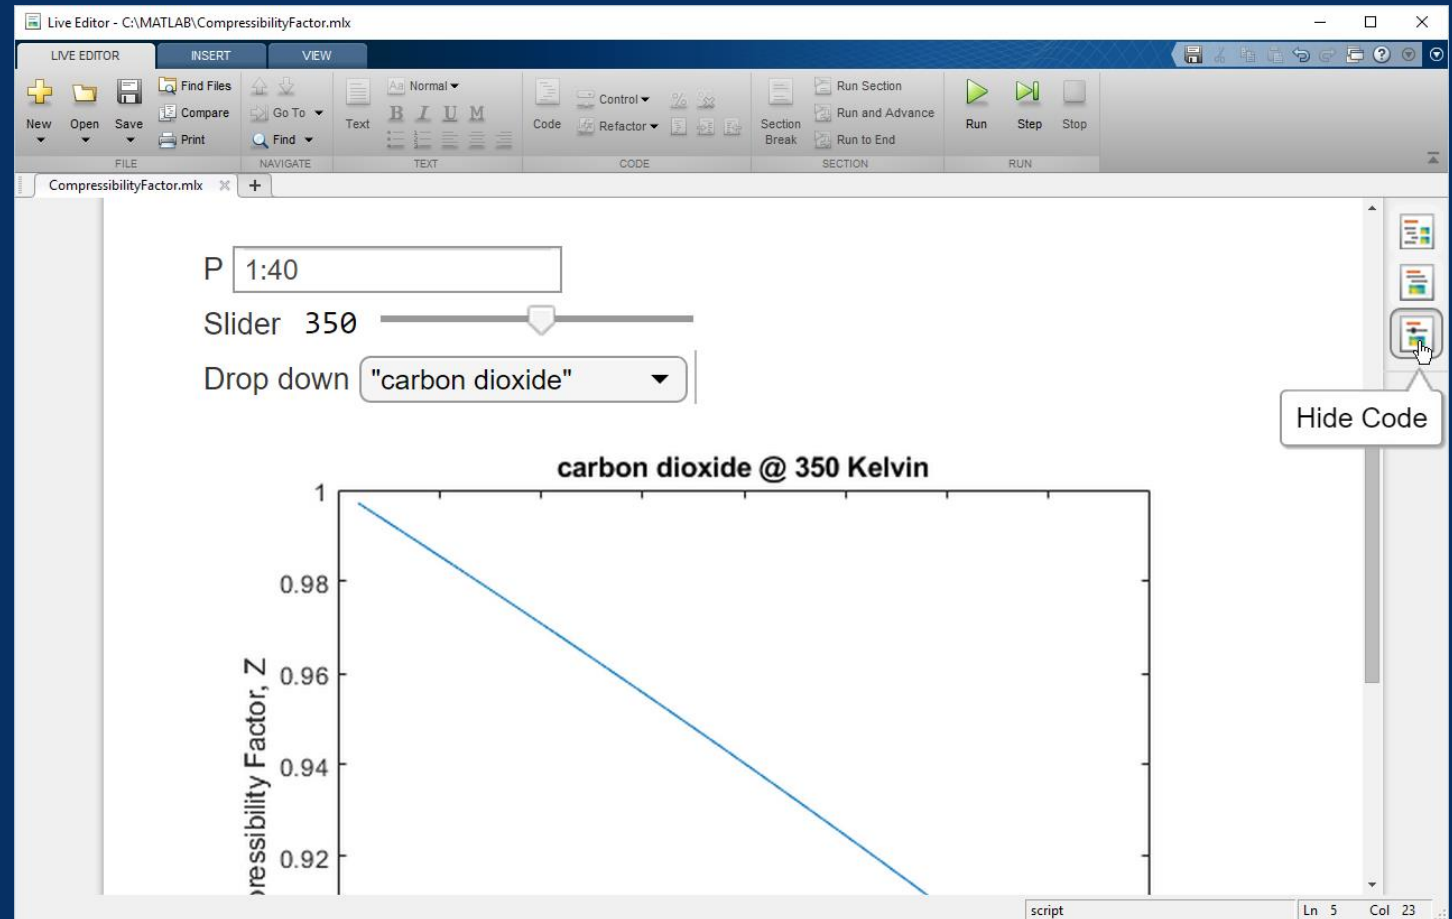 Live Editor - C:\MATLAB\CompressibilityFactor.mlx
LIVE EDITOR INSERT VIEW
Find Files Normal Control Run Section
Compare Go To B I U M Run and Advance
New Open Save Text Code Refactor Section Break Run Step Stop
Print Find Run to End
FILE NAVIGATE TEXT CODE SECTION RUN
CompressibilityFactor.mlx
P 1:40
Slider 350
Drop down "carbon dioxide"
Hide Code
carbon dioxide @ 350 Kelvin
1
0.98
0.96
0.94
0.92
Factor, Z
script Ln 5 Col 23